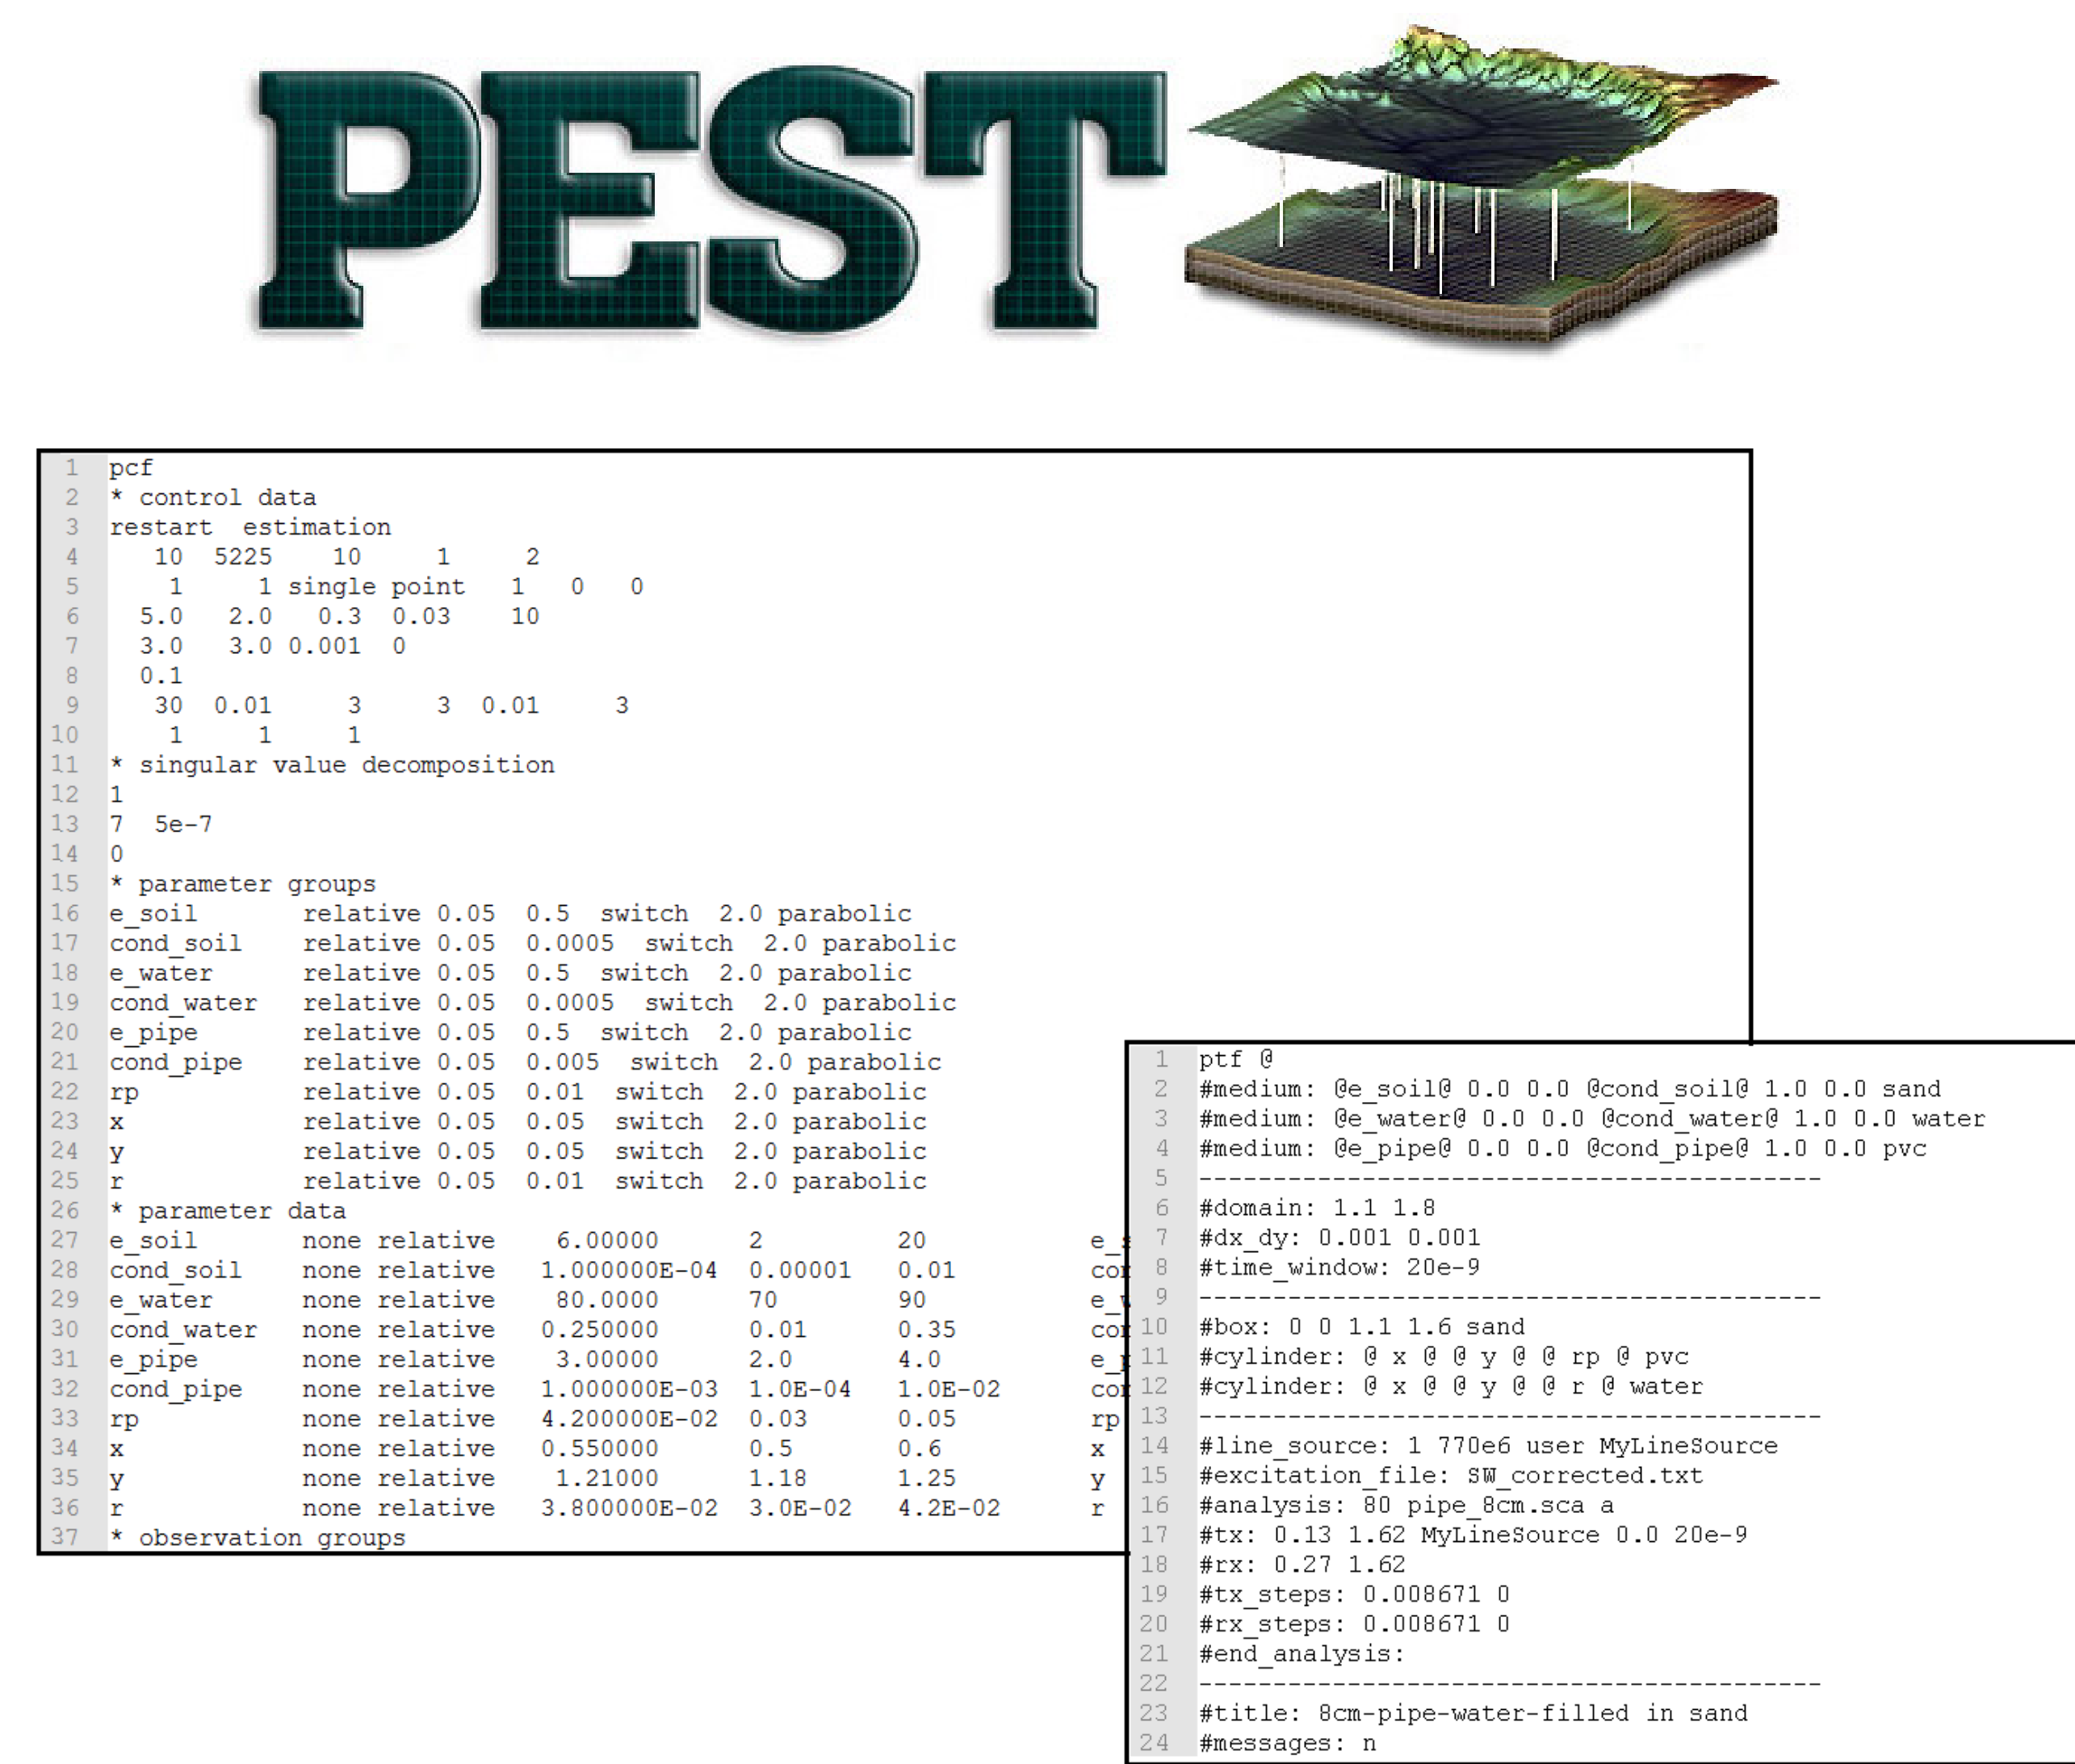 PEST
1 pcf
2 * control data
3 restart estimation
4 10 5225 10 1 2
5 1 1 single point 1 0 0
6 5.0 2.0 0.3 0.03 10
7 3.0 3.0 0.001 0
8 0.1
9 30 0.01 3 3 0.01 3
10 1 1 1
11 * singular value decomposition
12 1
13 7 5e-7
14 0
15 * parameter groups
16 e_soil relative 0.05 0.5 switch 2.0 parabolic
17 cond_soil relative 0.05 0.0005 switch 2.0 parabolic
18 e_water relative 0.05 0.5 switch 2.0 parabolic
19 cond_water relative 0.05 0.0005 switch 2.0 parabolic
20 e_pipe relative 0.05 0.5 switch 2.0 parabolic
21 cond_pipe relative 0.05 0.005 switch 2.0 parabolic
22 rp relative 0.05 0.01 switch 2.0 parabolic
23 x relative 0.05 0.05 switch 2.0 parabolic
24 y relative 0.05 0.05 switch 2.0 parabolic
25 r relative 0.05 0.01 switch 2.0 parabolic
26 * parameter data
27 e_soil none relative 6.00000 2 20
28 cond_soil none relative 1.000000E-04 0.00001 0.01
29 e_water none relative 80.0000 70 90
30 cond_water none relative 0.250000 0.01 0.35
31 e_pipe none relative 3.00000 2.0 4.0
32 cond_pipe none relative 1.000000E-03 1.0E-04 1.0E-02
33 rp none relative 4.200000E-02 0.03 0.05 rp
34 x none relative 0.550000 0.5 0.6 x
35 y none relative 1.21000 1.18 1.25 y
36 r none relative 3.800000E-02 3.0E-02 4.2E-02 r
37 * observation groups
1 ptf @
2 #medium: @e_soil@ 0.0 0.0 @cond_soil@ 1.0 0.0 sand
3 #medium: @e_water@ 0.0 0.0 @cond_water@ 1.0 0.0 water
4 #medium: @e_pipe@ 0.0 0.0 @cond_pipe@ 1.0 0.0 pvc
5 ------------------------------------------
6 #domain: 1.1 1.8
7 #dx_dy: 0.001 0.001
8 #time_window: 20e-9
9 ------------------------------------------
10 #box: 0 0 1.1 1.6 sand
11 #cylinder: @ x @ @ y @ @ rp @ pvc
12 #cylinder: @ x @ @ y @ @ r @ water
13 ------------------------------------------
14 #line_source: 1 770e6 user MyLineSource
15 #excitation_file: SW_corrected.txt
16 #analysis: 80 pipe_8cm.sca a
17 #tx: 0.13 1.62 MyLineSource 0.0 20e-9
18 #rx: 0.27 1.62
19 #tx_steps: 0.008671 0
20 #rx_steps: 0.008671 0
21 #end_analysis:
22 ------------------------------------------
23 #title: 8cm-pipe-water-filled in sand
24 #messages: n